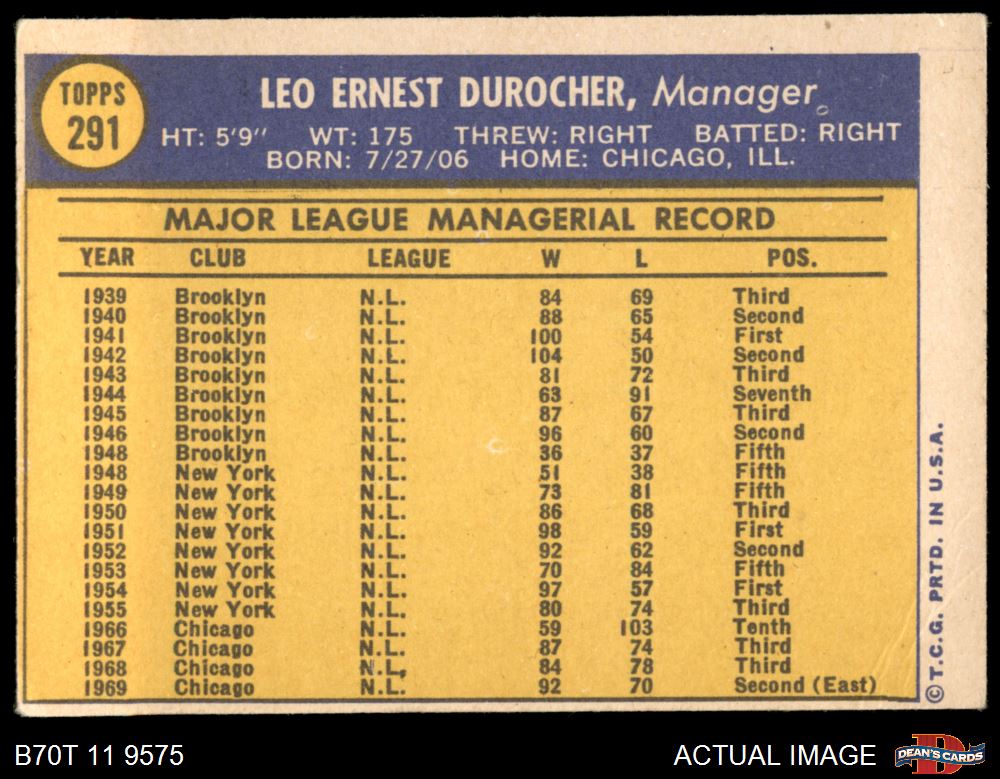 TOPPS
291
LEO ERNEST DUROCHER, Manager
HT: 5'9" WT: 175 THREW: RIGHT BATTED: RIGHT
BORN: 7/27/06 HOME: CHICAGO, ILL.
MAJOR LEAGUE MANAGERIAL RECORD
YEAR CLUB LEAGUE W L POS.
1939 Brooklyn N.L. 84 69 Third
1940 Brooklyn N.L. 88 65 Second
1941 Brooklyn N.L. 100 54 First
1942 Brooklyn N.L. 104 50 Second
1943 Brooklyn N.L. 81 72 Third
1944 Brooklyn N.L. 63 91 Seventh
1945 Brooklyn N.L. 87 67 Third
1946 Brooklyn N.L. 96 60 Second
1948 Brooklyn N.L. 36 37 Fifth
1948 New York N.L. 51 38 Fifth
1949 New York N.L. 73 81 Fifth
1950 New York N.L. 86 68 Third
1951 New York N.L. 98 59 First
1952 New York N.L. 92 62 Second
1953 New York N.L. 70 84 Fifth
1954 New York N.L. 97 57 First
1955 New York N.L. 80 74 Third
1966 Chicago N.L. 59 103 Tenth
1967 Chicago N.L. 87 74 Third
1968 Chicago N.L. 84 78 Third
1969 Chicago N.L. 92 70 Second (East)
©T.C.G. PRTD. IN U.S.A.
B70T 11 9575 ACTUAL IMAGE
DEAN'S CARDS